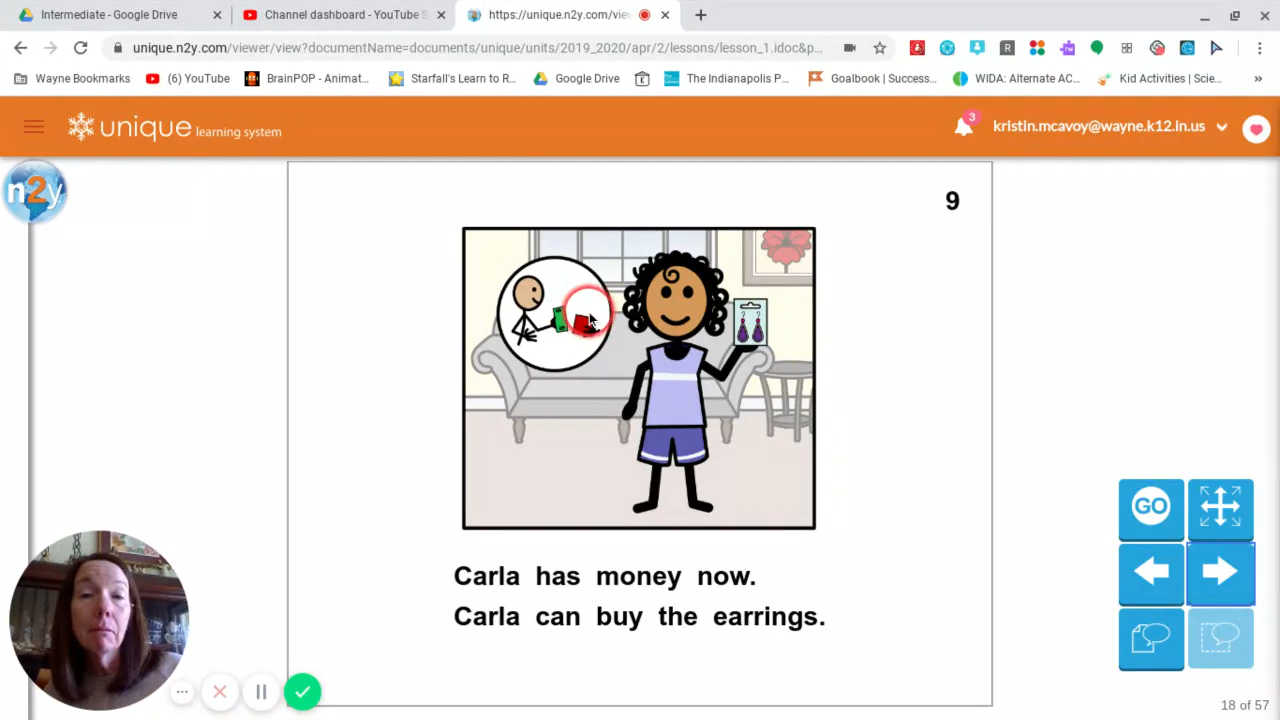 Intermediate - Google Drive
Channel dashboard - YouTube S
https://unique.n2y.com/view
unique.n2y.com/viewer/view?documentName=documents/unique/units/2019_2020/apr/2/lessons/lesson_1.idoc&p...
Wayne Bookmarks
(6) YouTube
BrainPOP - Animat...
Starfall's Learn to R...
Google Drive
The Indianapolis P...
Goalbook | Success...
WIDA: Alternate AC...
Kid Activities | Scie...
»
unique learning system
3
kristin.mcavoy@wayne.k12.in.us
n2y
9
GO
Carla has money now.
Carla can buy the earrings.
18 of 57